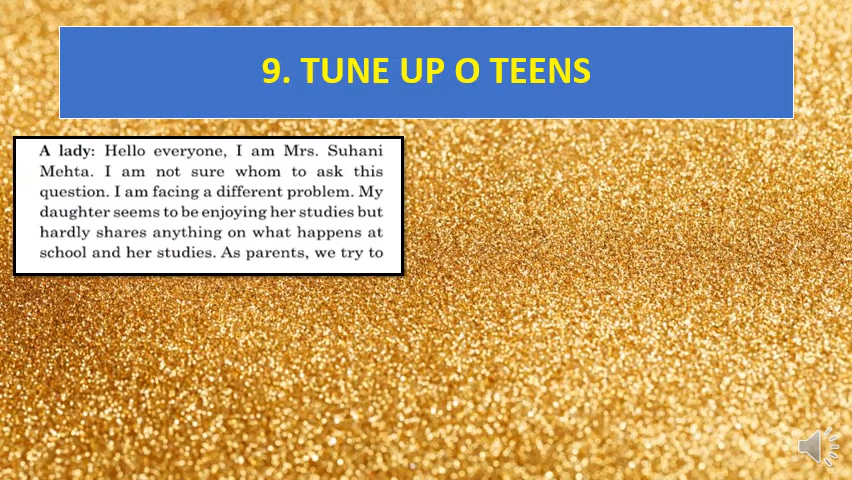 9. TUNE UP O TEENS
A lady: Hello everyone, I am Mrs. Suhani
Mehta. I am not sure whom to ask this
question. I am facing a different problem. My
daughter seems to be enjoying her studies but
hardly shares anything on what happens at
school and her studies. As parents, we try to